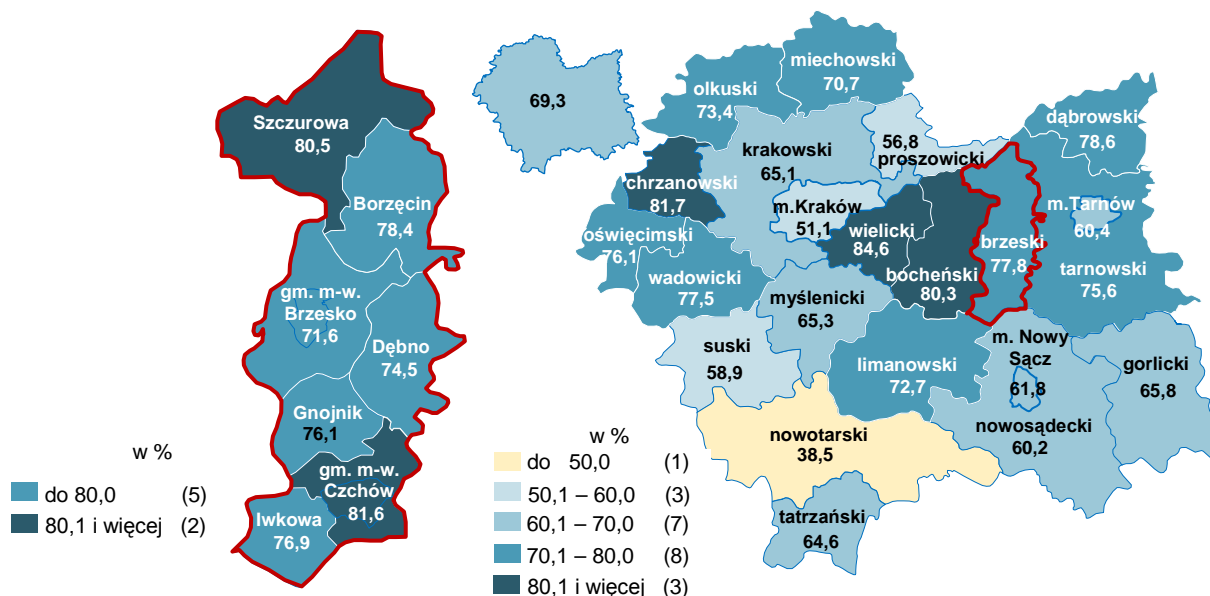 Szczurowa
80,5
Borzęcin
78,4
gm. m-w.
Brzesko
71,6
Dębno
74,5
Gnojnik
76,1
gm. m-w.
Czchów
81,6
Iwkowa
76,9
w %
do 80,0 (5)
80,1 i więcej (2)
69,3
miechowski
70,7
olkuski
73,4
dąbrowski
78,6
56,8
proszowicki
krakowski
65,1
chrzanowski
81,7
m.Kraków
51,1
m.Tarnów
60,4
oświęcimski
76,1
wielicki
84,6
brzeski
77,8
bocheński
80,3
tarnowski
75,6
wadowicki
77,5
myślenicki
65,3
suski
58,9
limanowski
72,7
m. Nowy
Sącz
61,8
gorlicki
65,8
nowosądecki
60,2
nowotarski
38,5
tatrzański
64,6
w %
do 50,0 (1)
50,1 – 60,0 (3)
60,1 – 70,0 (7)
70,1 – 80,0 (8)
80,1 i więcej (3)